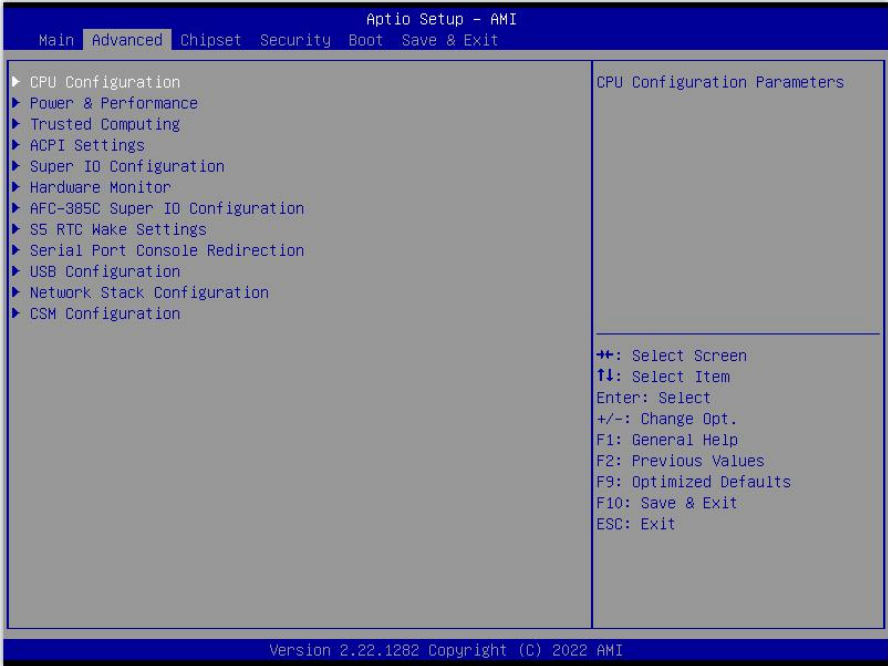 Aptio Setup – AMI
Main Advanced Chipset Security Boot Save & Exit
CPU Configuration
Power & Performance
Trusted Computing
ACPI Settings
Super IO Configuration
Hardware Monitor
AFC-385C Super IO Configuration
S5 RTC Wake Settings
Serial Port Console Redirection
USB Configuration
Network Stack Configuration
CSM Configuration
CPU Configuration Parameters
→←: Select Screen
↑↓: Select Item
Enter: Select
+/-: Change Opt.
F1: General Help
F2: Previous Values
F9: Optimized Defaults
F10: Save & Exit
ESC: Exit
Version 2.22.1282 Copyright (C) 2022 AMI